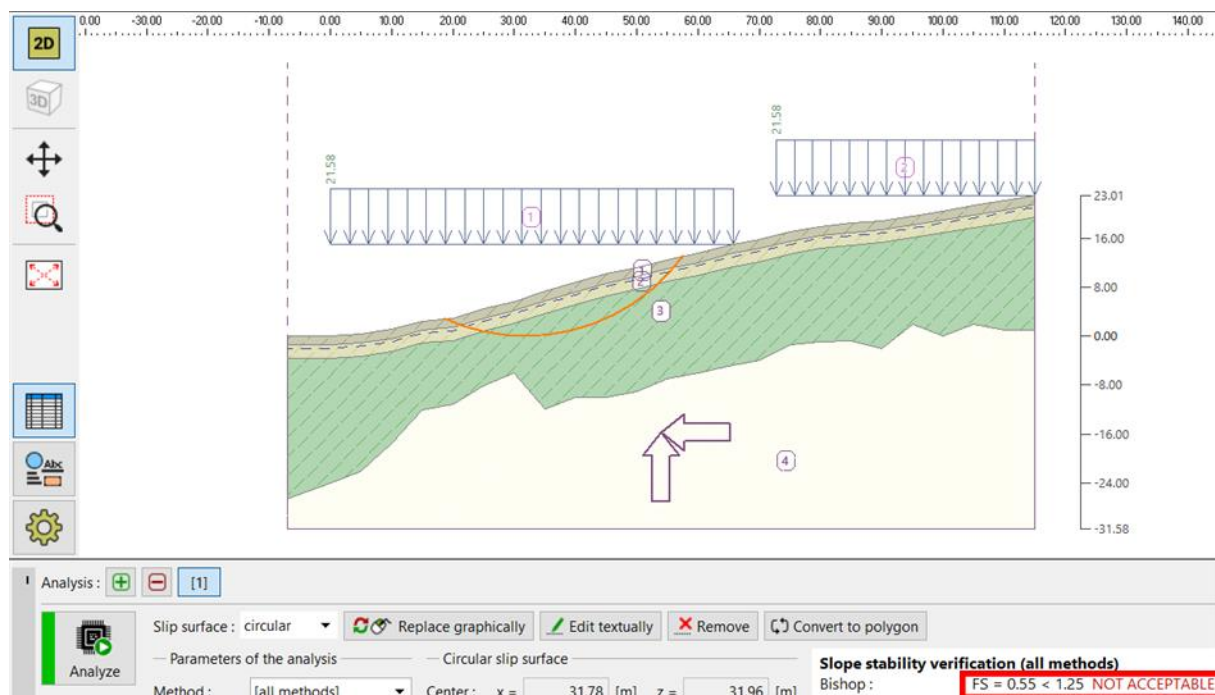 0.00 -30.00 -20.00 -10.00 0.00 10.00 20.00 30.00 40.00 50.00 60.00 70.00 80.00 90.00 100.00 110.00 120.00 130.00 140.00
2D
3D
21.58
2
21.58
1
23.01
16.00
1
2
8.00
3
0.00
-8.00
-16.00
4
Abc
-24.00
-31.58
Analysis : [1]
Slip surface : circular Replace graphically Edit textually Remove Convert to polygon
Analyze
Parameters of the analysis Circular slip surface
Slope stability verification (all methods)
Method : [all methods] Center : x = 31.78 [m] z = 31.96 [m]
Bishop : FS = 0.55 < 1.25 NOT ACCEPTABLE